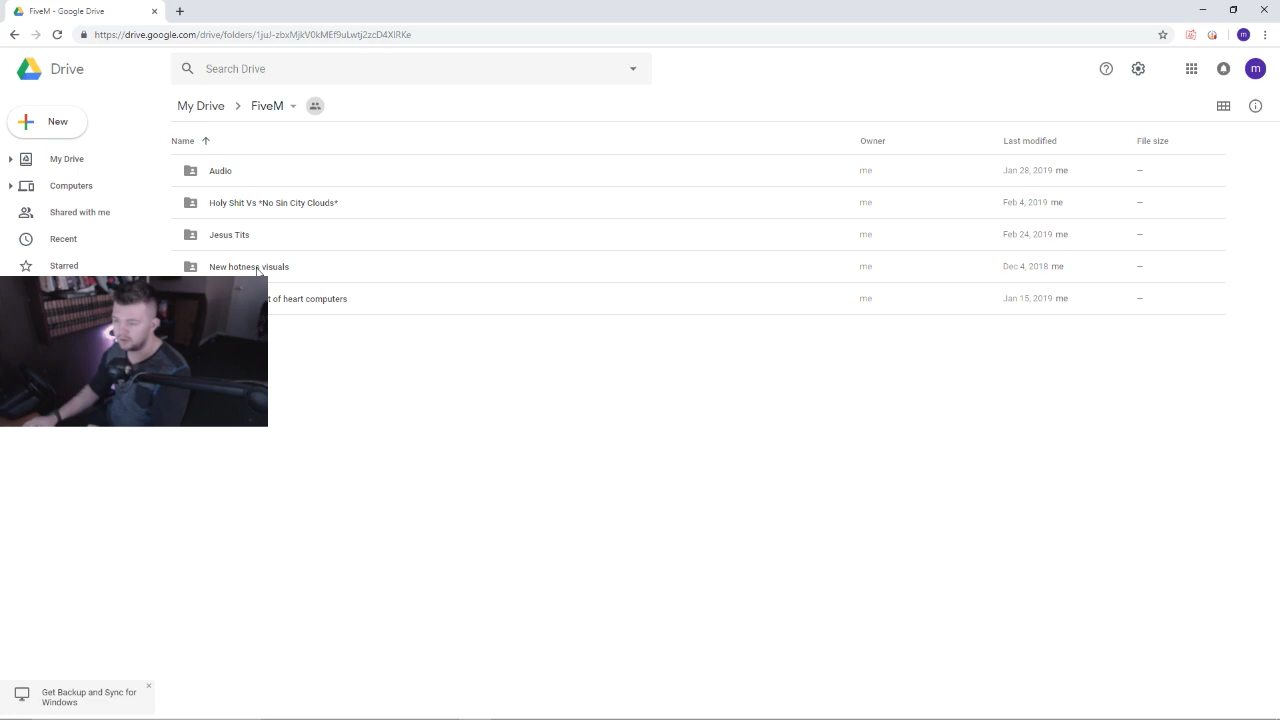 FiveM - Google Drive
https://drive.google.com/drive/folders/1juJ-zbxMjkV0kMEf9uLwtj2zcD4XlRKe
m
Drive
Search Drive
m
New
My Drive > FiveM
My Drive
Computers
Shared with me
Recent
Starred
Name Owner Last modified File size
Audio me Jan 28, 2019 me –
Holy Shit Vs *No Sin City Clouds* me Feb 4, 2019 me –
Jesus Tits me Feb 24, 2019 me –
New hotness visuals me Dec 4, 2018 me –
t of heart computers me Jan 15, 2019 me –
Get Backup and Sync for
Windows